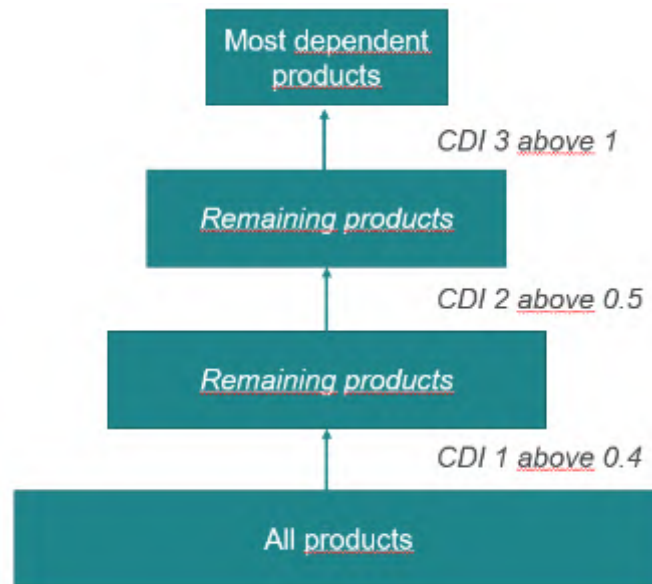 Most dependent
products
CDI 3 above 1
Remaining products
CDI 2 above 0.5
Remaining products
CDI 1 above 0.4
All products